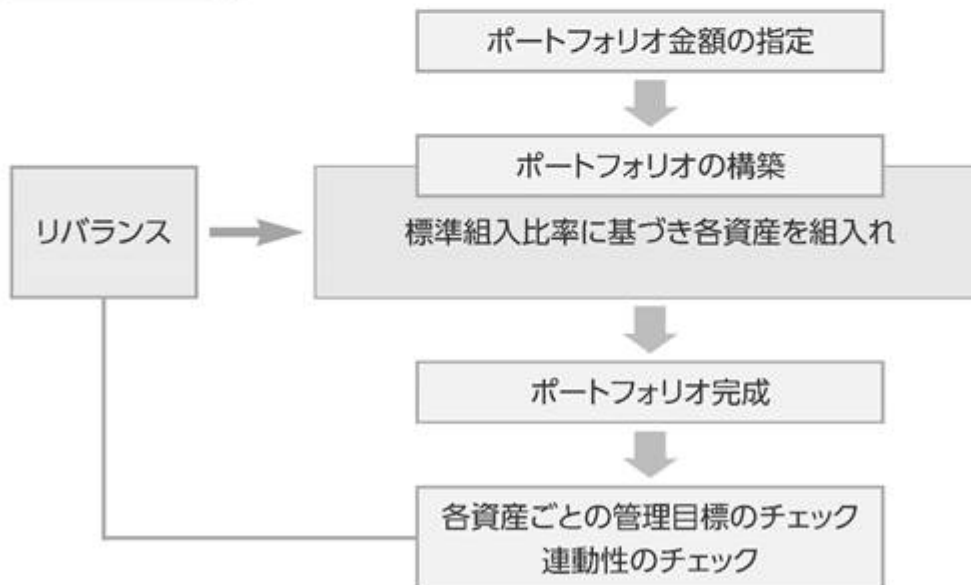 ポートフォリオ金額の指定
ポートフォリオの構築
リバランス
標準組入比率に基づき各資産を組入れ
ポートフォリオ完成
各資産ごとの管理目標のチェック
連動性のチェック